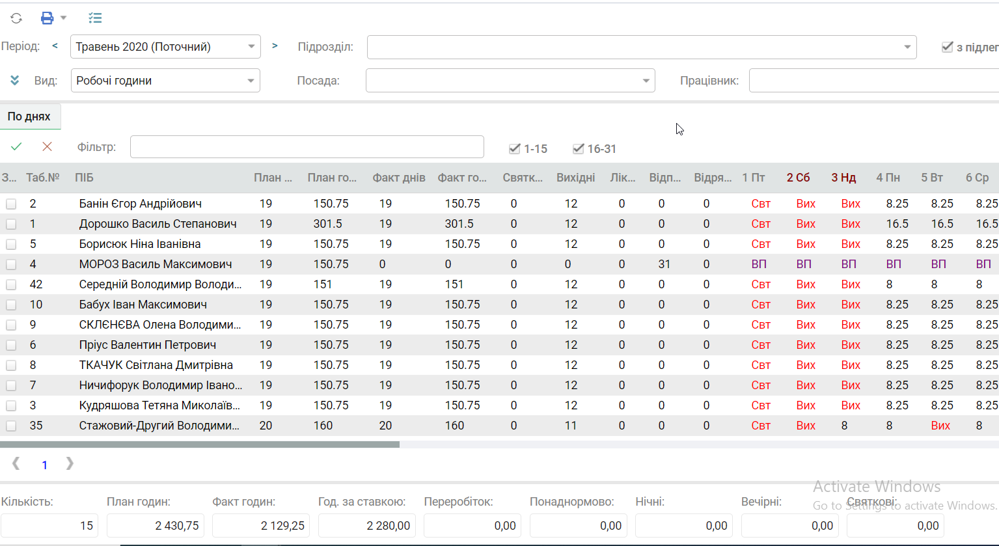 Період: < Травень 2020 (Поточний) > Підрозділ: з підлег
Вид: Робочі години Посада: Працівник:
По днях
Фільтр: 1-15 16-31
З... Таб.№ ПІБ План ... План го... Факт днів Факт го... Святк... Вихідні Лік... Відп... Відря... 1 Пт 2 Сб 3 Нд 4 Пн 5 Вт 6 Ср
2 Банін Єгор Андрійович 19 150.75 19 150.75 0 12 0 0 0 Свт Вих Вих 8.25 8.25 8.25
1 Дорошко Василь Степанович 19 301.5 19 301.5 0 12 0 0 0 Свт Вих Вих 16.5 16.5 16.5
5 Борисюк Ніна Іванівна 19 150.75 19 150.75 0 12 0 0 0 Свт Вих Вих 8.25 8.25 8.25
4 МОРОЗ Василь Максимович 19 150.75 0 0 0 0 0 31 0 ВП ВП ВП ВП ВП ВП
42 Середній Володимир Володи... 19 151 19 151 0 12 0 0 0 Свт Вих Вих 8 8 8
10 Бабух Іван Максимович 19 150.75 19 150.75 0 12 0 0 0 Свт Вих Вих 8.25 8.25 8.25
9 СКЛЄНЄВА Олена Володими... 19 150.75 19 150.75 0 12 0 0 0 Свт Вих Вих 8.25 8.25 8.25
6 Пріус Валентин Петрович 19 150.75 19 150.75 0 12 0 0 0 Свт Вих Вих 8.25 8.25 8.25
8 ТКАЧУК Світлана Дмитрівна 19 150.75 19 150.75 0 12 0 0 0 Свт Вих Вих 8.25 8.25 8.25
7 Ничифорук Володимир Івано... 19 150.75 19 150.75 0 12 0 0 0 Свт Вих Вих 8.25 8.25 8.25
3 Кудряшова Тетяна Миколаїв... 19 150.75 19 150.75 0 12 0 0 0 Свт Вих Вих 8.25 8.25 8.25
35 Стажовий-Другий Володими... 20 160 20 160 0 11 0 0 0 Свт Вих 8 8 Вих 8
1
Activate Windows
Go to Settings to activate Windows.
Кількість: План годин: Факт годин: Год. за ставкою: Переробіток: Понаднормово: Нічні: Вечірні: Святкові:
15 2 430,75 2 129,25 2 280,00 0,00 0,00 0,00 0,00 0,00